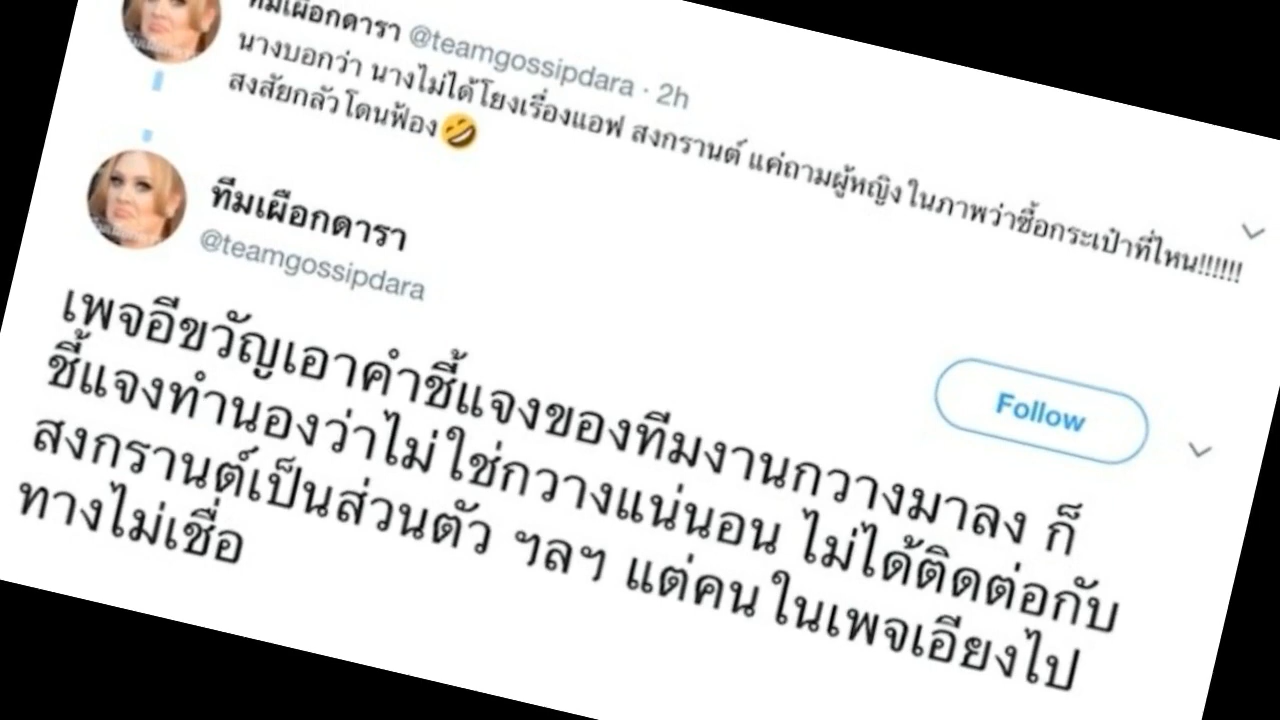 ทีมเผือกดารา @teamgossipdara · 2h
นางบอกว่า นางไม่ได้โยงเรื่องแอฟ สงกรานต์ แค่ถามผู้หญิงในภาพว่าซื้อกระเป๋าที่ไหน!!!!!!
สงสัยกลัวโดนฟ้อง🤣
ทีมเผือกดารา
@teamgossipdara
Follow
เพจอีขวัญเอาคำชี้แจงของทีมงานกวางมาลง ก็
ชี้แจงทำนองว่าไม่ใช่กวางแน่นอน ไม่ได้ติดต่อกับ
สงกรานต์เป็นส่วนตัว ฯลฯ แต่คนในเพจเอียงไป
ทางไม่เชื่อ